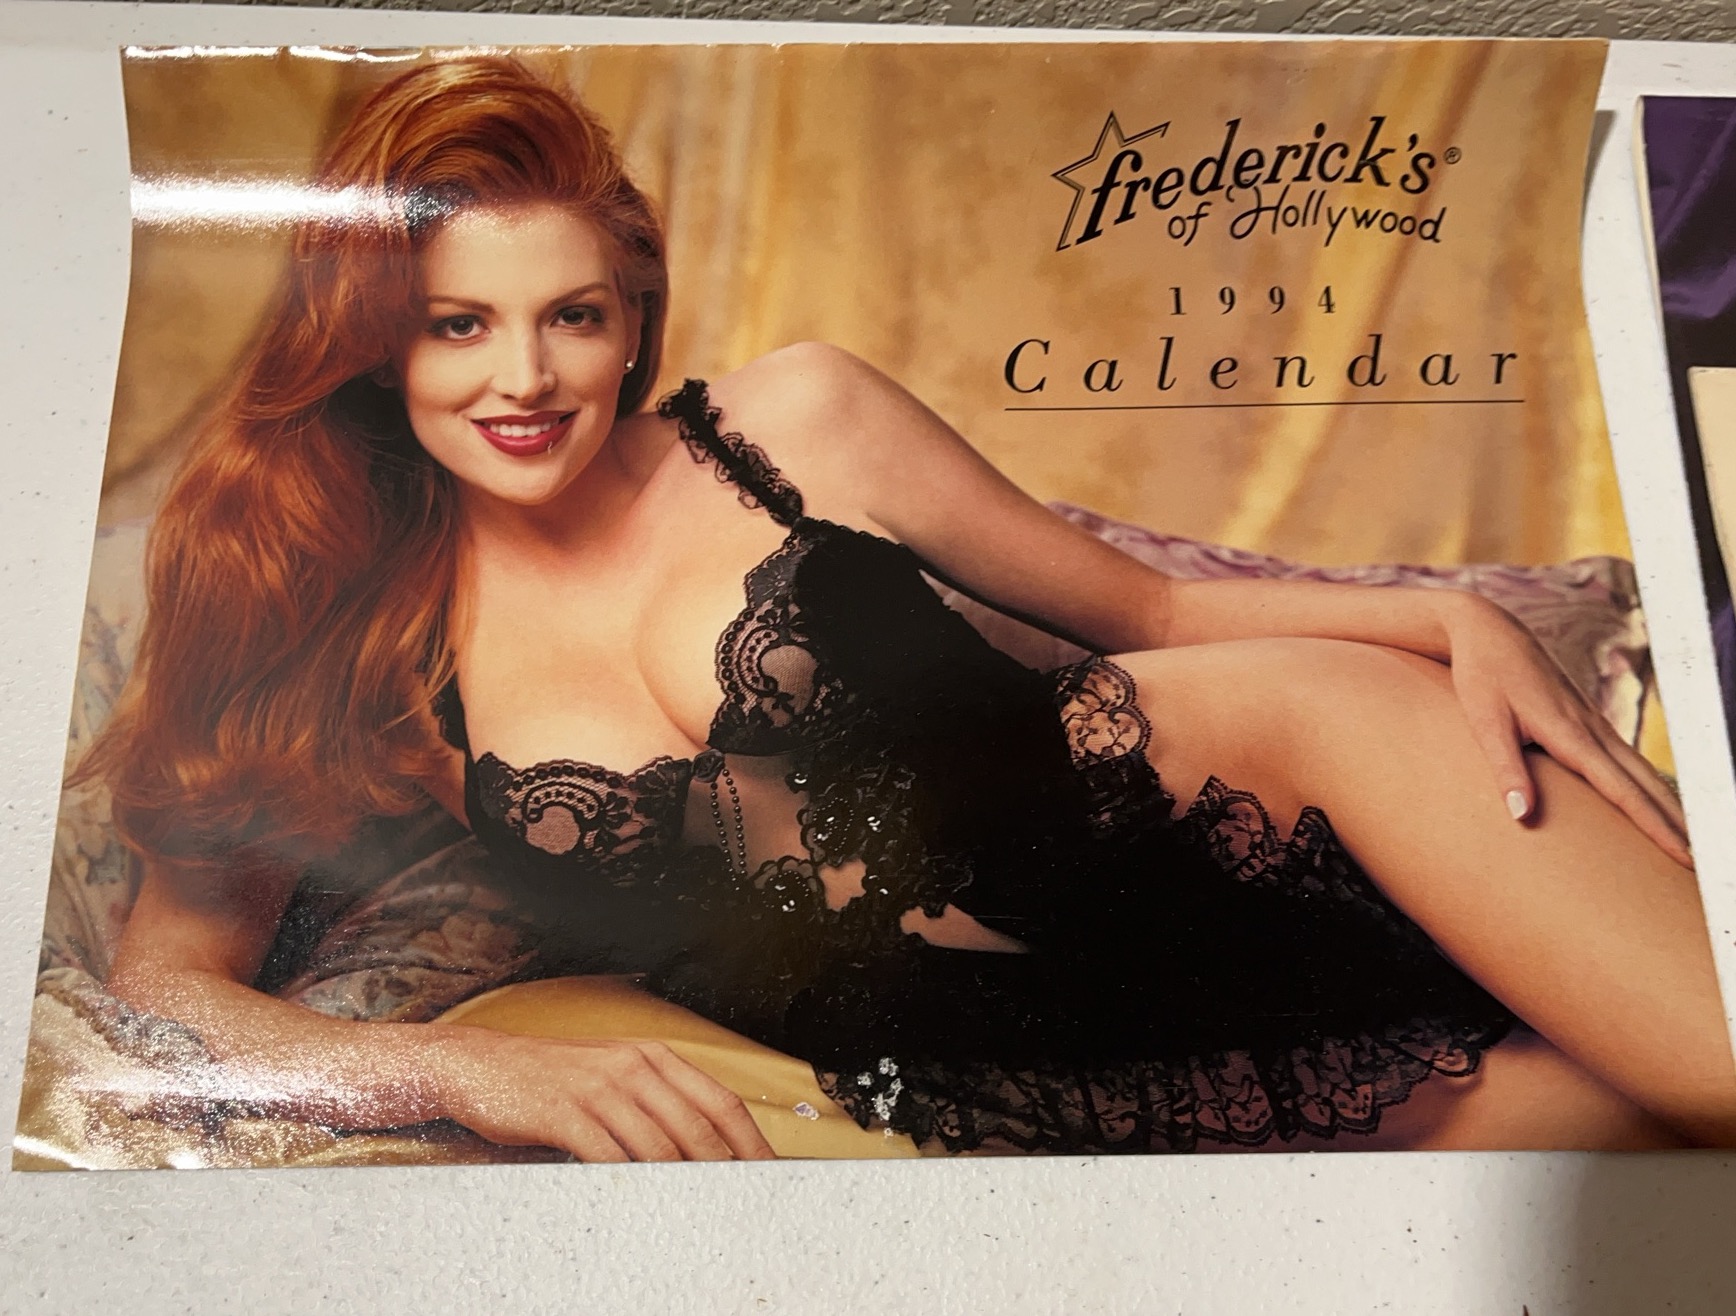 frederick's®
of Hollywood
1994
Calendar